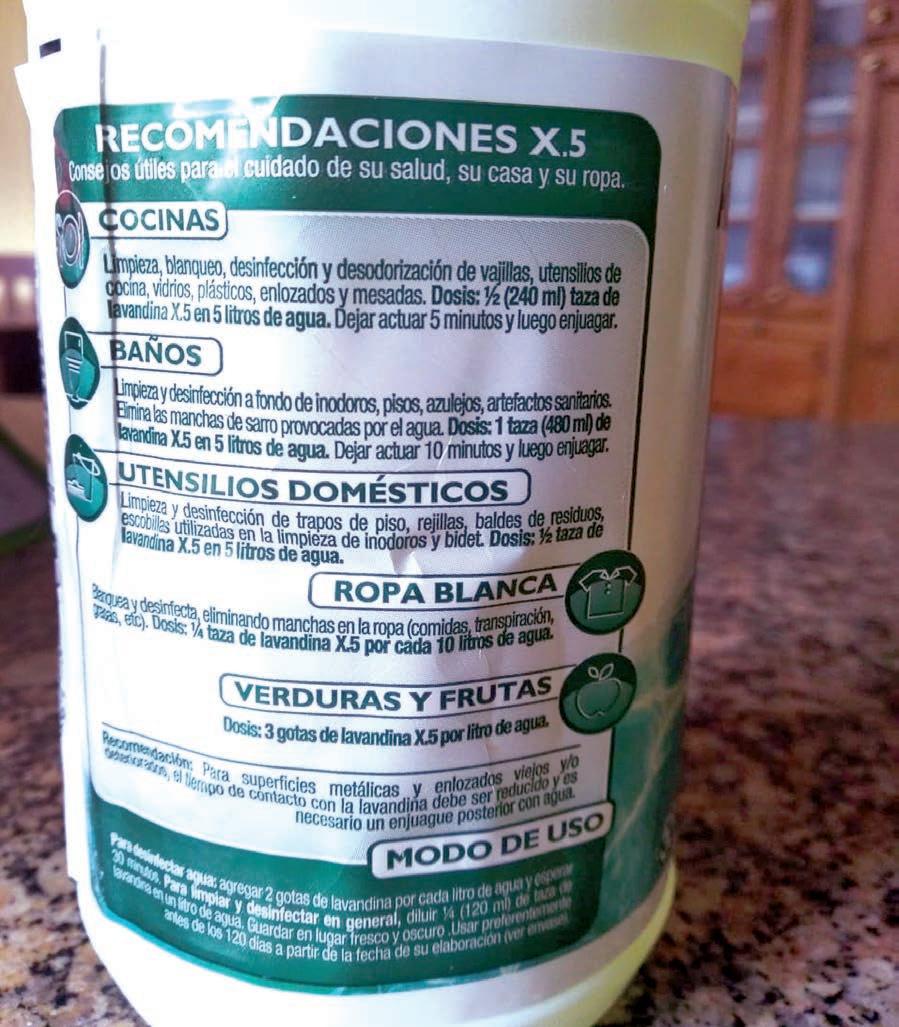 RECOMENDACIONES X.5
Consejos útiles para el cuidado de su salud, su casa y su ropa.
COCINAS
Limpieza, blanqueo, desinfección y desodorización de vajillas, utensilios de
cocina, vidrios, plásticos, enlozados y mesadas. Dosis: ½ (240 ml) taza de
lavandina X.5 en 5 litros de agua. Dejar actuar 5 minutos y luego enjuagar.
BAÑOS
Limpieza y desinfección a fondo de inodoros, pisos, azulejos, artefactos sanitarios.
Elimina las manchas de sarro provocadas por el agua. Dosis: 1 taza (480 ml) de
lavandina X.5 en 5 litros de agua. Dejar actuar 10 minutos y luego enjuagar.
UTENSILIOS DOMÉSTICOS
Limpieza y desinfección de trapos de piso, rejillas, baldes de residuos,
escobillas utilizadas en la limpieza de inodoros y bidet. Dosis: ½ taza de
lavandina X.5 en 5 litros de agua.
ROPA BLANCA
Blanquea y desinfecta, eliminando manchas en la ropa (comidas, transpiración,
grasas, etc). Dosis: ¼ taza de lavandina X.5 por cada 10 litros de agua.
VERDURAS Y FRUTAS
Dosis: 3 gotas de lavandina X.5 por litro de agua.
Recomendación: Para superficies metálicas y enlozados viejos y/o
deteriorados, el tiempo de contacto con la lavandina debe ser reducido y es
necesario un enjuague posterior con agua.
MODO DE USO
Para desinfectar agua: agregar 2 gotas de lavandina por cada litro de agua y esperar
30 minutos. Para limpiar y desinfectar en general, diluir ¼ (120 ml) de taza de
lavandina en un litro de agua. Guardar en lugar fresco y oscuro .Usar preferentemente
antes de los 120 días a partir de la fecha de su elaboración (ver envase).